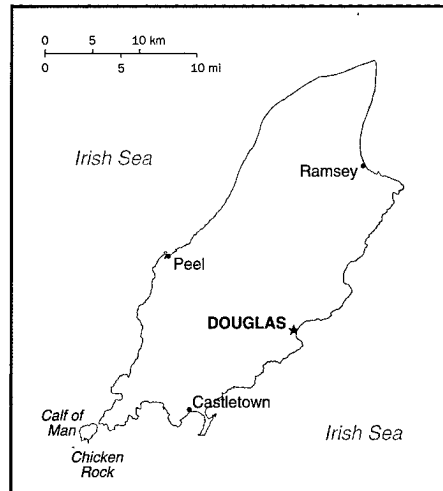 0 5 10 km
0 5 10 mi
Irish Sea
Ramsey
Peel
DOUGLAS
Castletown
Calf of
Man
Chicken
Rock
Irish Sea